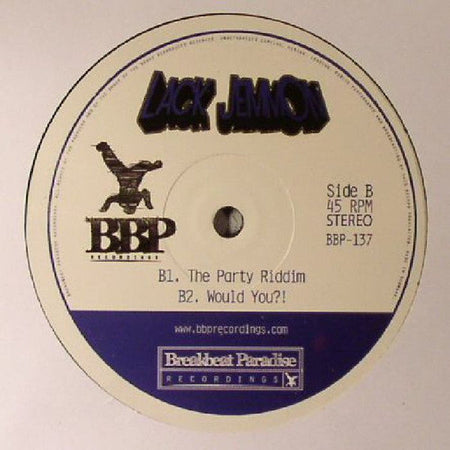 LACK JEMMON
BBP
RECORDINGS
Side B
45 RPM
STEREO
BBP-137
B1. The Party Riddim
B2. Would You?!
www.bbprecordings.com
Breakbeat Paradise
RECORDINGS